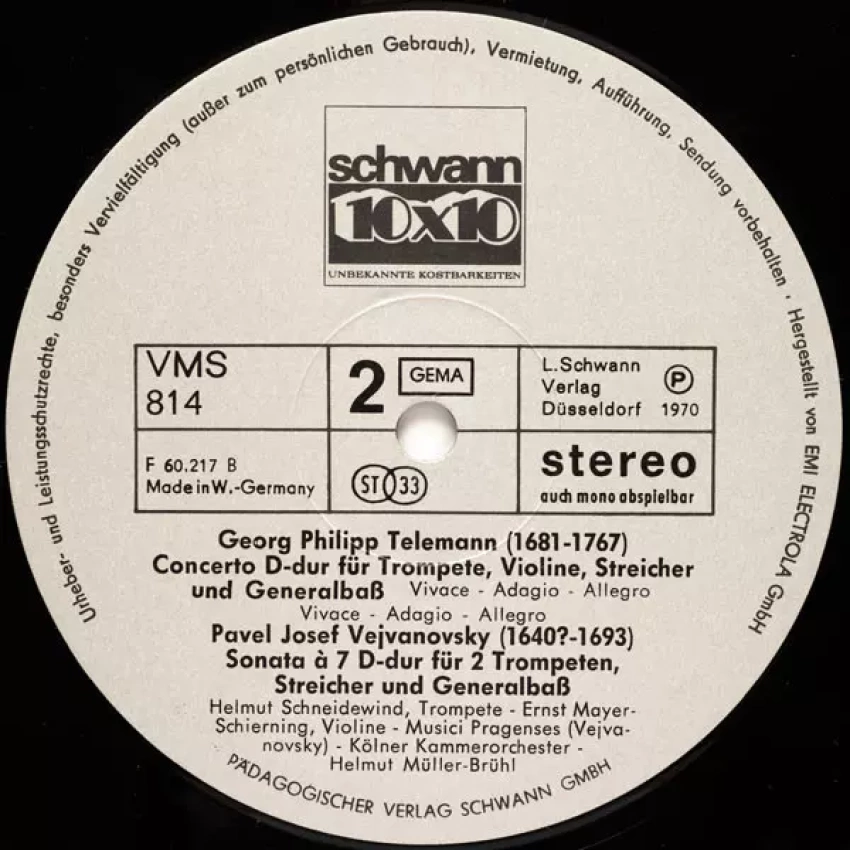 Urheber- und Leistungsschutzrechte, besonders Vervielfältigung (außer zum persönlichen Gebrauch), Vermietung, Aufführung, Sendung vorbehalten · Hergestellt von EMI ELECTROLA GmbH
schwann
10x10
UNBEKANNTE KOSTBARKEITEN
VMS
814
2
GEMA
L.Schwann
Verlag
Düsseldorf
P
1970
F 60.217 B
Made in W.-Germany
ST 33
stereo
auch mono abspielbar
Georg Philipp Telemann (1681-1767)
Concerto D-dur für Trompete, Violine, Streicher
und Generalbaß Vivace - Adagio - Allegro
Vivace - Adagio - Allegro
Pavel Josef Vejvanovsky (1640?-1693)
Sonata à 7 D-dur für 2 Trompeten,
Streicher und Generalbaß
Helmut Schneidewind, Trompete - Ernst Mayer-
Schierning, Violine - Musici Pragenses (Vejva-
novsky) - Kölner Kammerorchester -
Helmut Müller-Brühl
PÄDAGOGISCHER VERLAG SCHWANN GMBH